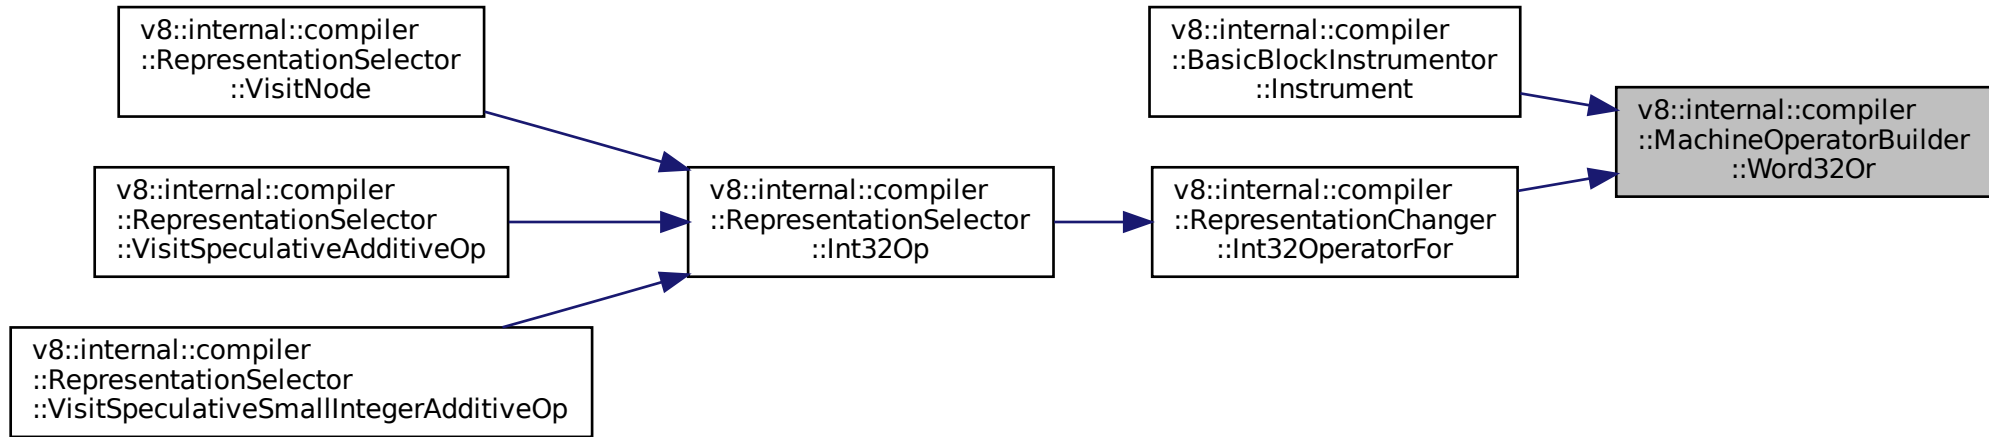 v8::internal::compiler
::RepresentationSelector
::VisitNode
v8::internal::compiler
::RepresentationSelector
::VisitSpeculativeAdditiveOp
v8::internal::compiler
::RepresentationSelector
::VisitSpeculativeSmallIntegerAdditiveOp
v8::internal::compiler
::RepresentationSelector
::Int32Op
v8::internal::compiler
::BasicBlockInstrumentor
::Instrument
v8::internal::compiler
::RepresentationChanger
::Int32OperatorFor
v8::internal::compiler
::MachineOperatorBuilder
::Word32Or